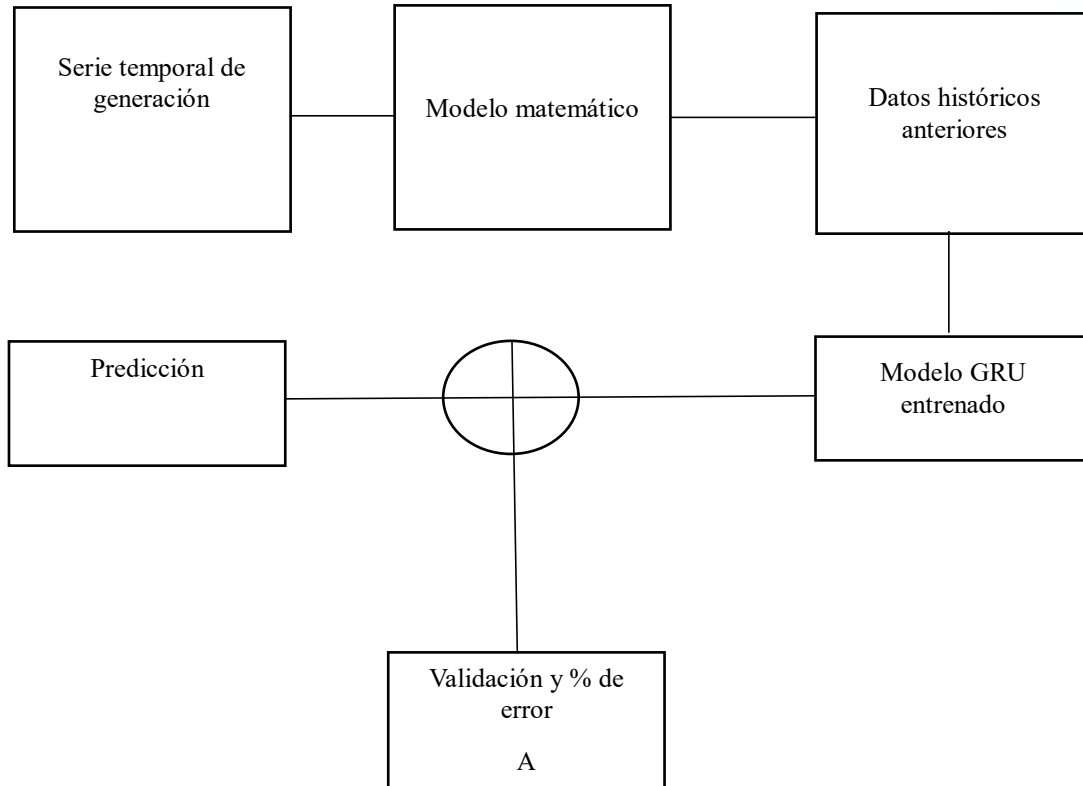 Serie temporal de
generación
Modelo matemático
Datos históricos
anteriores
Predicción
Modelo GRU
entrenado
Validación y % de
error
A